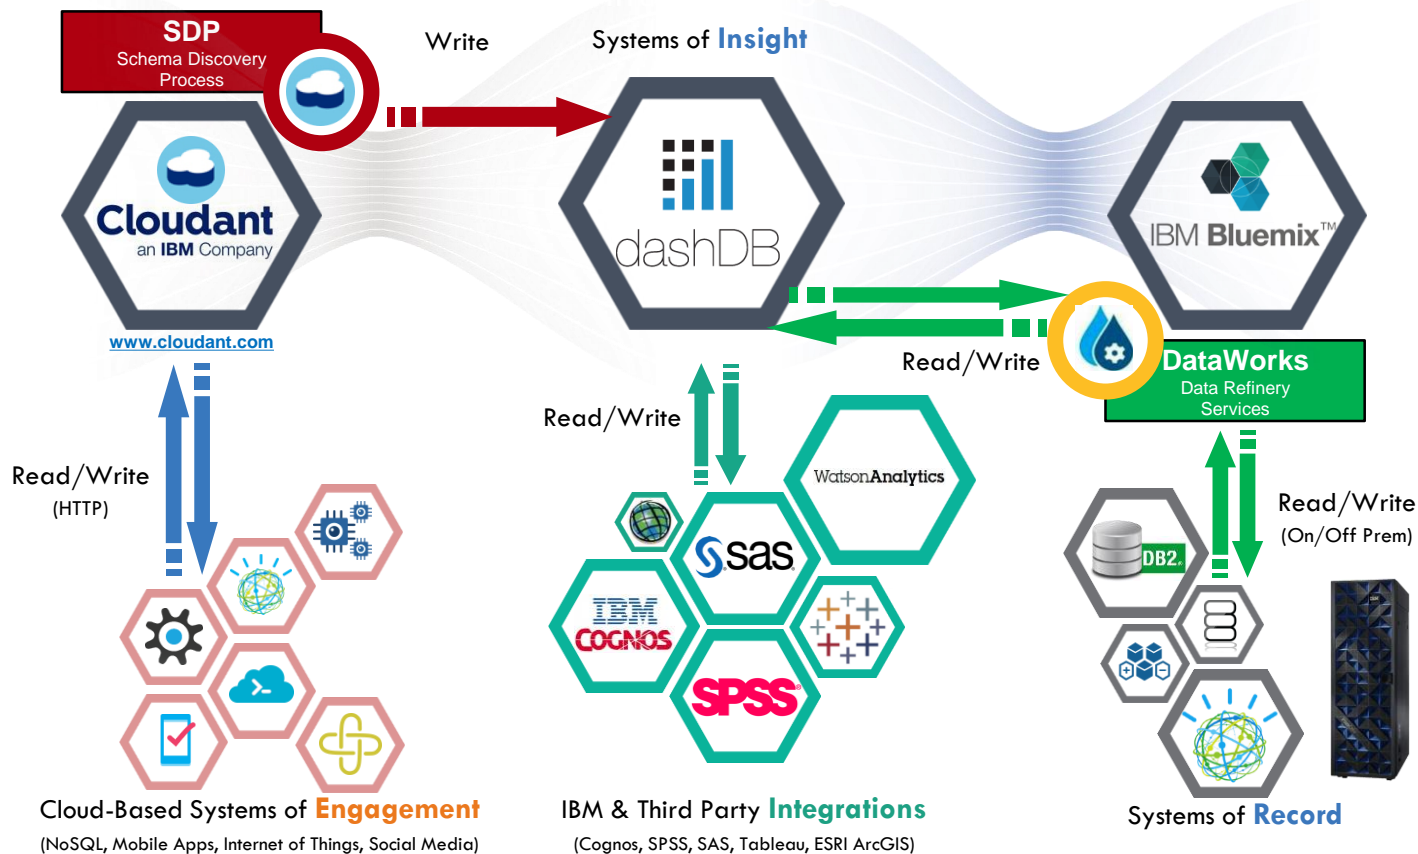 SDP
Schema Discovery
Process
Write
Systems of Insight
Cloudant
an IBM Company
www.cloudant.com
dashDB
IBM Bluemix™
Read/Write
DataWorks
Data Refinery
Services
Read/Write
(HTTP)
Read/Write
WatsonAnalytics
sas
IBM
COGNOS
SPSS
Read/Write
(On/Off Prem)
DB2
Cloud-Based Systems of Engagement
(NoSQL, Mobile Apps, Internet of Things, Social Media)
IBM & Third Party Integrations
(Cognos, SPSS, SAS, Tableau, ESRI ArcGIS)
Systems of Record